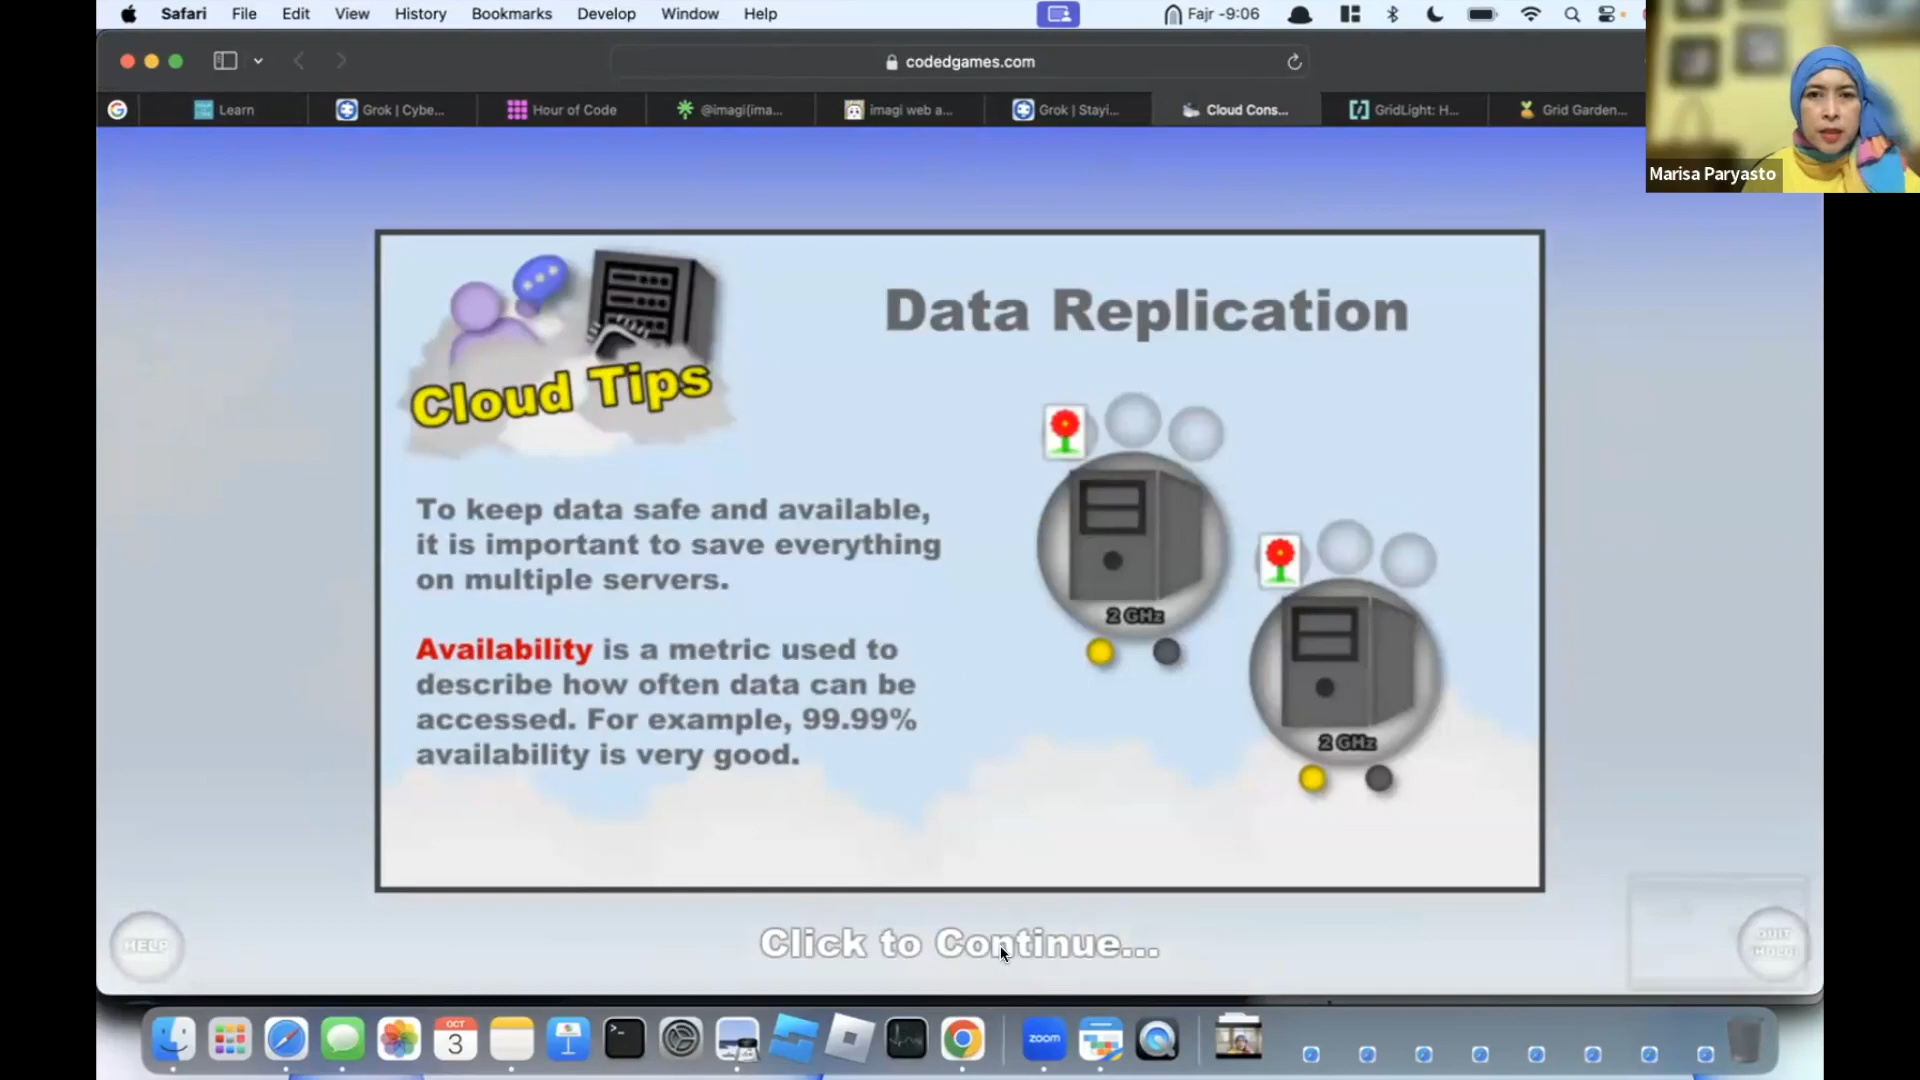 Safari File Edit View History Bookmarks Develop Window Help Fajr -9:06
codedgames.com
Learn Grok | Cybe... Hour of Code @imagi(ima... imagi web a... Grok | Stayi... Cloud Cons... GridLight: H... Grid Garden...
Marisa Paryasto
Cloud Tips
Data Replication
To keep data safe and available,
it is important to save everything
on multiple servers.
Availability is a metric used to
describe how often data can be
accessed. For example, 99.99%
availability is very good.
2 GHz
2 GHz
HELP
Click to Continue...
QUIT
(HOLD)
OCT
3
zoom